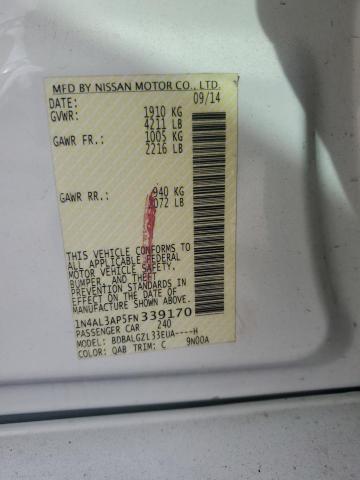 MFD BY NISSAN MOTOR CO., LTD.
DATE: 09/14
GVWR: 1910 KG
4211 LB
GAWR FR.: 1005 KG
2216 LB
GAWR RR.: 940 KG
2072 LB
THIS VEHICLE CONFORMS TO
ALL APPLICABLE FEDERAL
MOTOR VEHICLE SAFETY,
BUMPER, AND THEFT
PREVENTION STANDARDS IN
EFFECT ON THE DATE OF
MANUFACTURE SHOWN ABOVE.
1N4AL3AP5FN339170
PASSENGER CAR 240
MODEL: BDBALGZL33EUA----H
COLOR: QAB TRIM: C 9N00A